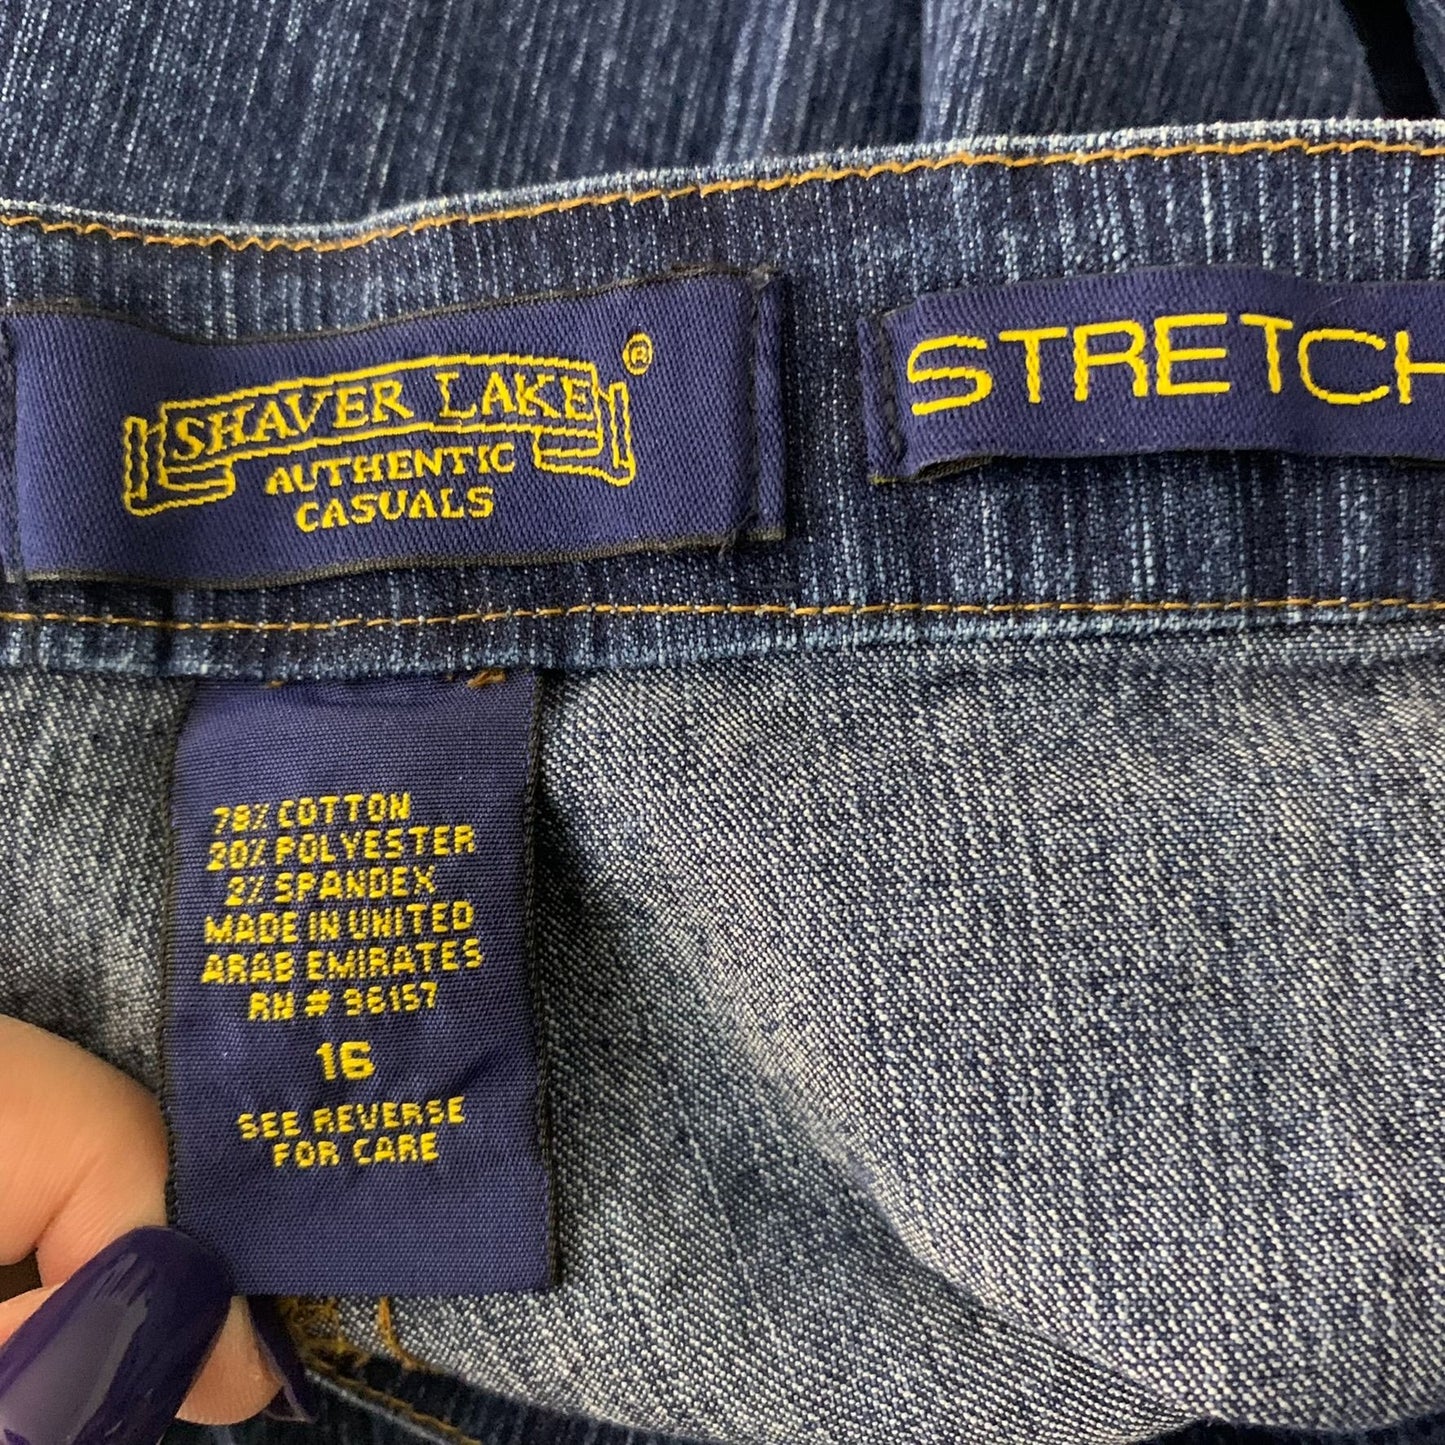 SHAVER LAKE®
AUTHENTIC
CASUALS
STRETCH
78% COTTON
20% POLYESTER
2% SPANDEX
MADE IN UNITED
ARAB EMIRATES
RN # 96157
16
SEE REVERSE
FOR CARE